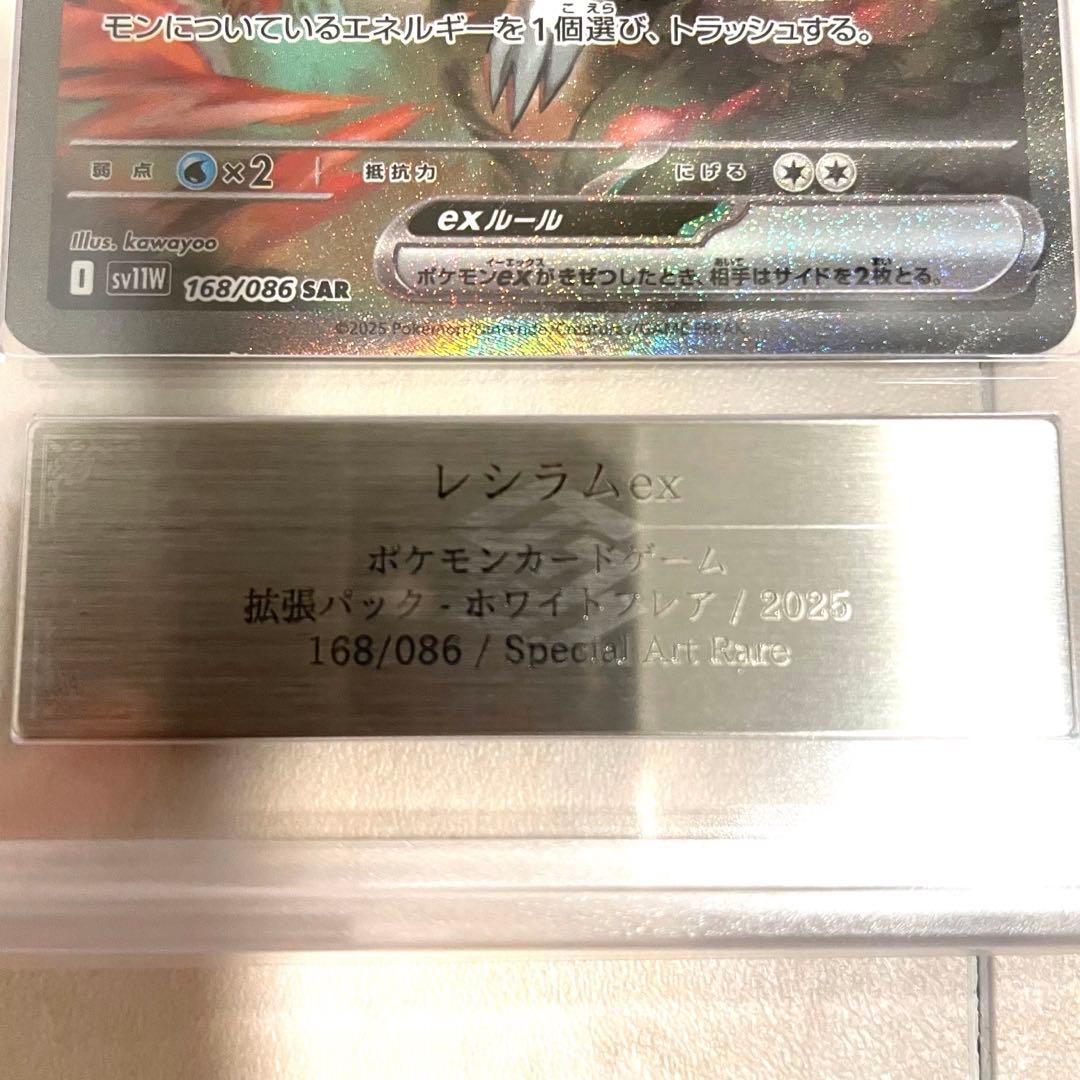 モンについているエネルギーを1個選び、トラッシュする。
弱点 ×2 抵抗力 にげる
exルール
ポケモンexがきぜつしたとき、相手はサイドを2枚とる。
Illus. kawayoo
I sv11W 168/086 SAR
©2025 Pokémon/Nintendo/Creatures/GAME FREAK
レシラムex
ポケモンカードゲーム
拡張パック - ホワイトフレア / 2025
168/086 / Special Art Rare